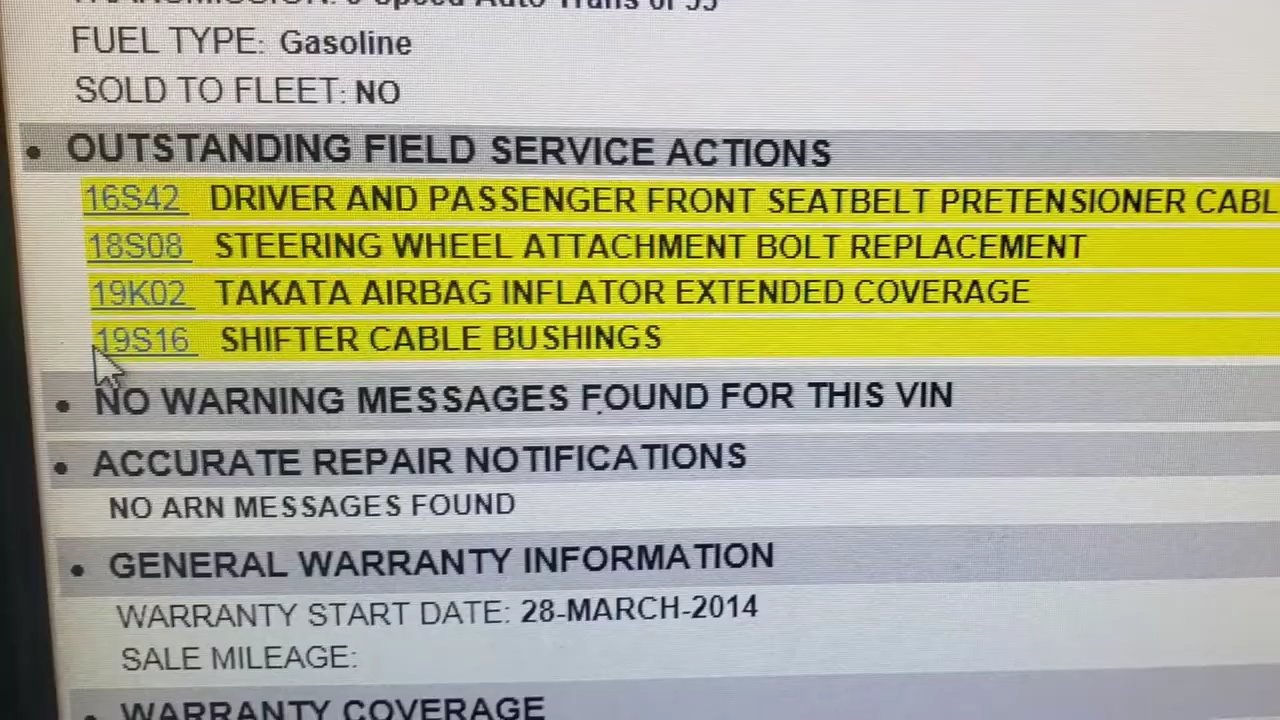 FUEL TYPE: Gasoline
SOLD TO FLEET: NO
• OUTSTANDING FIELD SERVICE ACTIONS
16S42 DRIVER AND PASSENGER FRONT SEATBELT PRETENSIONER CABL
18S08 STEERING WHEEL ATTACHMENT BOLT REPLACEMENT
19K02 TAKATA AIRBAG INFLATOR EXTENDED COVERAGE
19S16 SHIFTER CABLE BUSHINGS
• NO WARNING MESSAGES FOUND FOR THIS VIN
• ACCURATE REPAIR NOTIFICATIONS
NO ARN MESSAGES FOUND
• GENERAL WARRANTY INFORMATION
WARRANTY START DATE: 28-MARCH-2014
SALE MILEAGE:
• WARRANTY COVERAGE